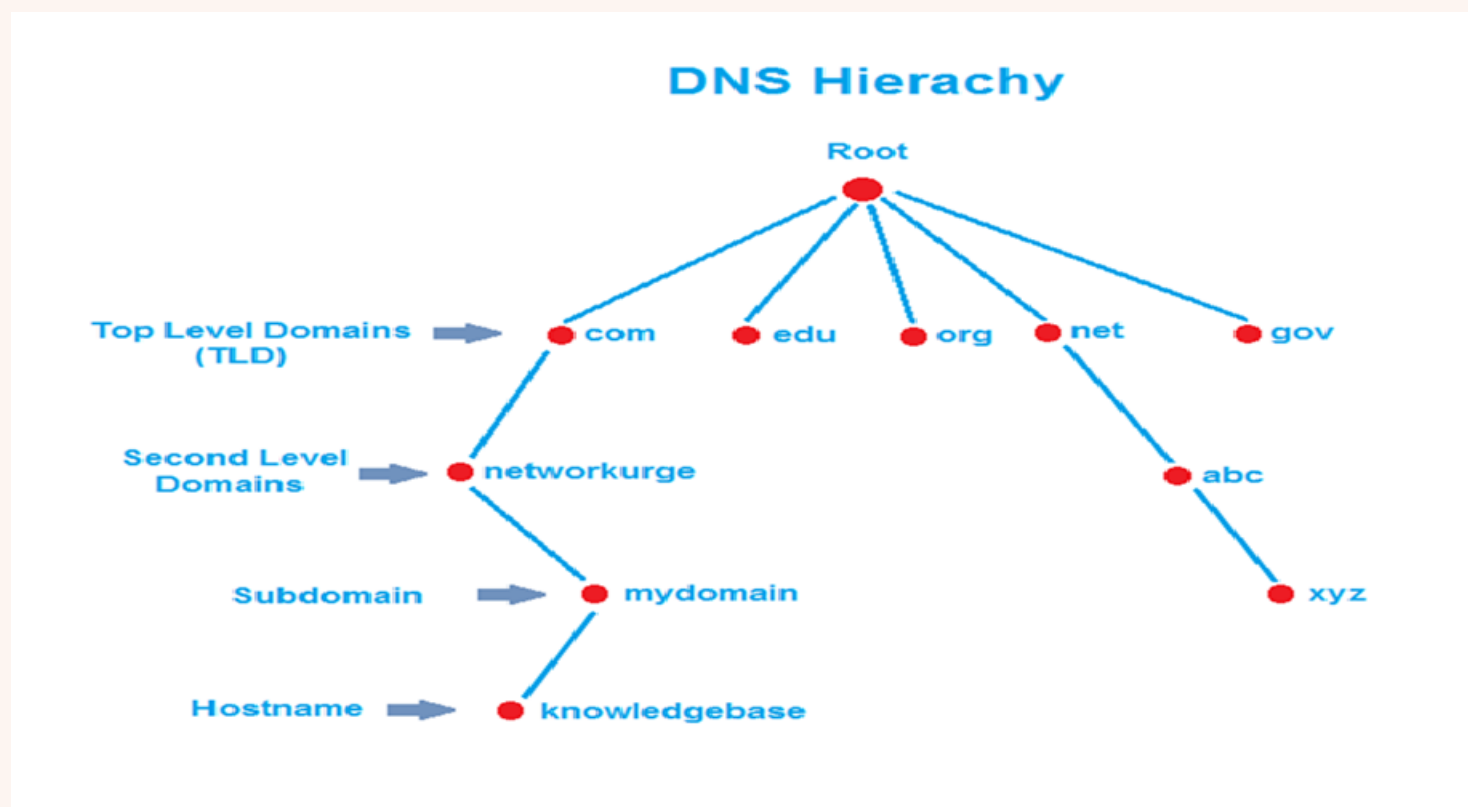 DNS Hierachy
Root
Top Level Domains
(TLD)
com
edu
org
net
gov
Second Level
Domains
networkurge
abc
Subdomain
mydomain
xyz
Hostname
knowledgebase